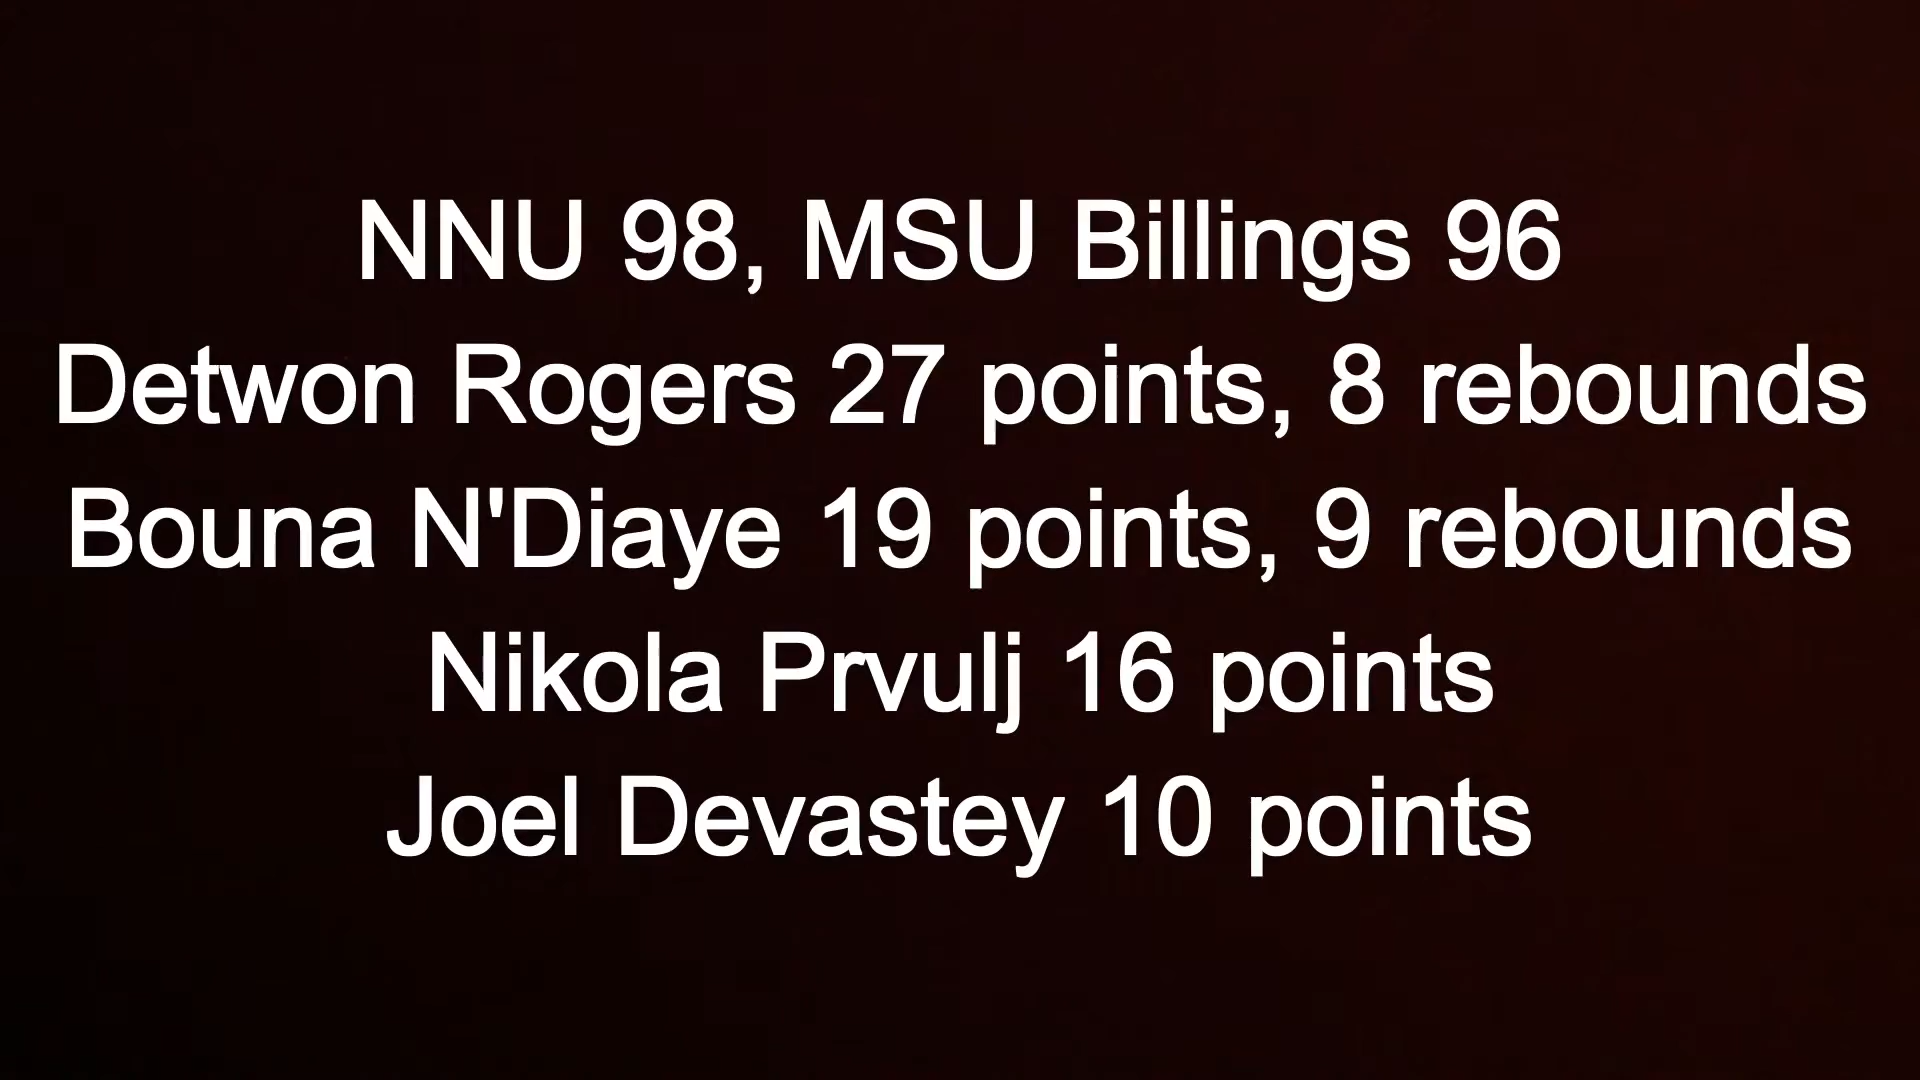 NNU 98, MSU Billings 96
Detwon Rogers 27 points, 8 rebounds
Bouna N'Diaye 19 points, 9 rebounds
Nikola Prvulj 16 points
Joel Devastey 10 points